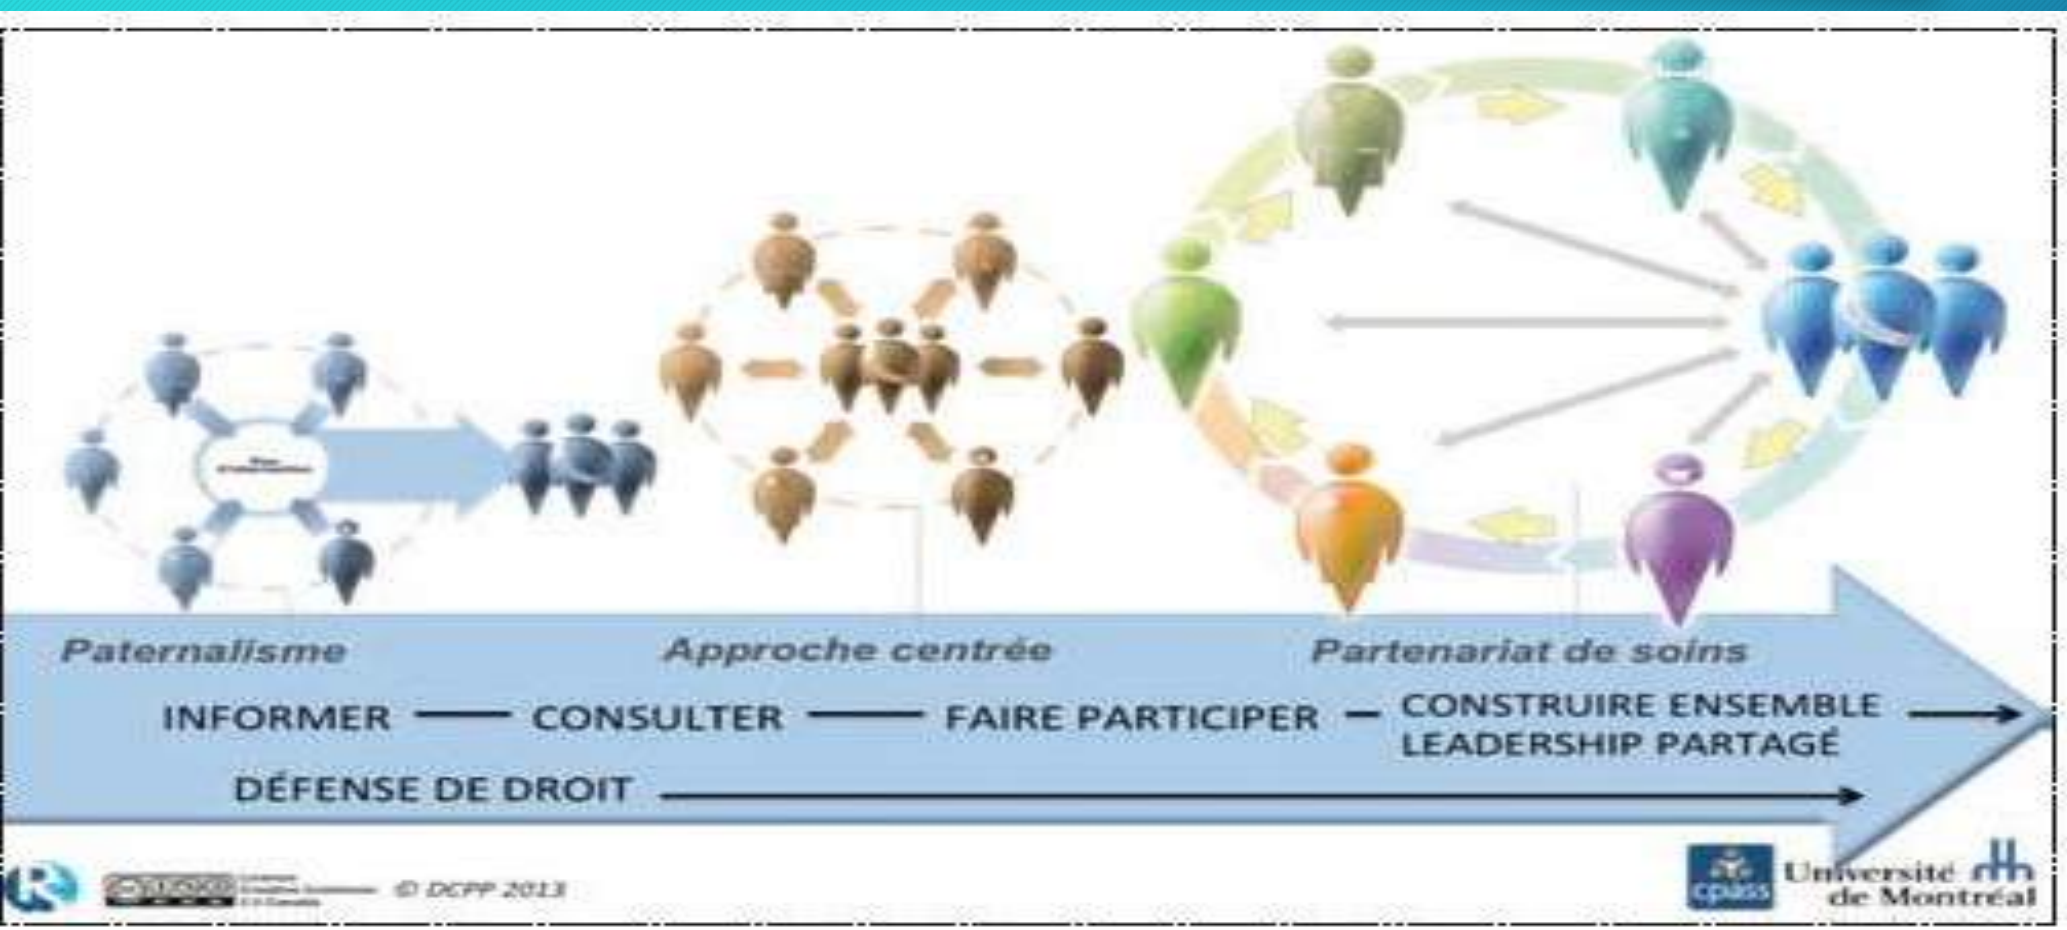 Paternalisme
Approche centrée
Partenariat de soins
INFORMER
CONSULTER
FAIRE PARTICIPER
CONSTRUIRE ENSEMBLE
LEADERSHIP PARTAGÉ
DÉFENSE DE DROIT
© DCPP 2013
cpass
Université
de Montréal